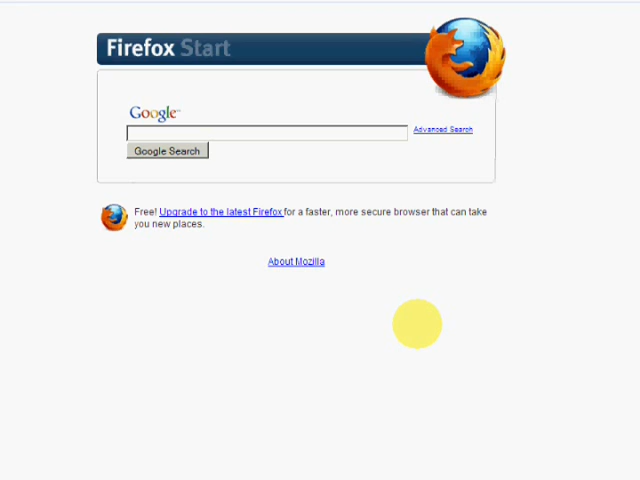 Firefox Start
Google™
Advanced Search
Google Search
Free! Upgrade to the latest Firefox for a faster, more secure browser that can take
you new places.
About Mozilla